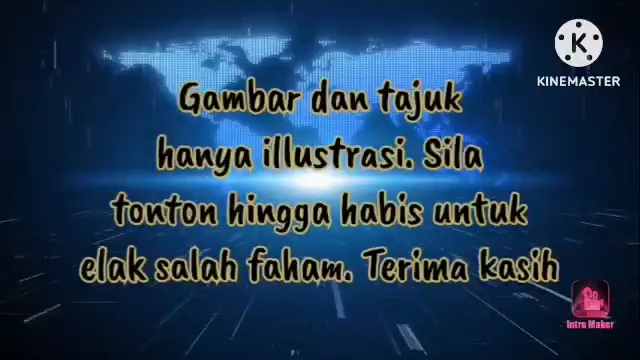 KINEMASTER
Gambar dan tajuk
hanya illustrasi. Sila
tonton hingga habis untuk
elak salah faham. Terima kasih
Intro Maker